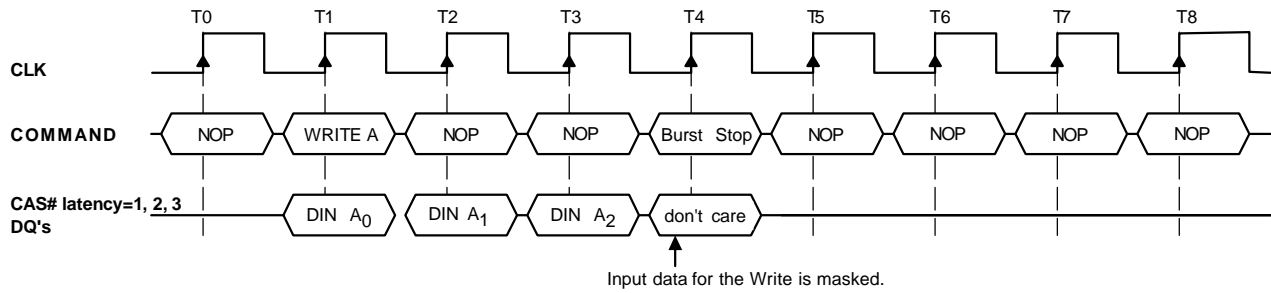 T0 T1 T2 T3 T4 T5 T6 T7 T8
CLK
COMMAND NOP WRITE A NOP NOP Burst Stop NOP NOP NOP NOP
CAS# latency=1, 2, 3
DQ's DIN A0 DIN A1 DIN A2 don't care
Input data for the Write is masked.